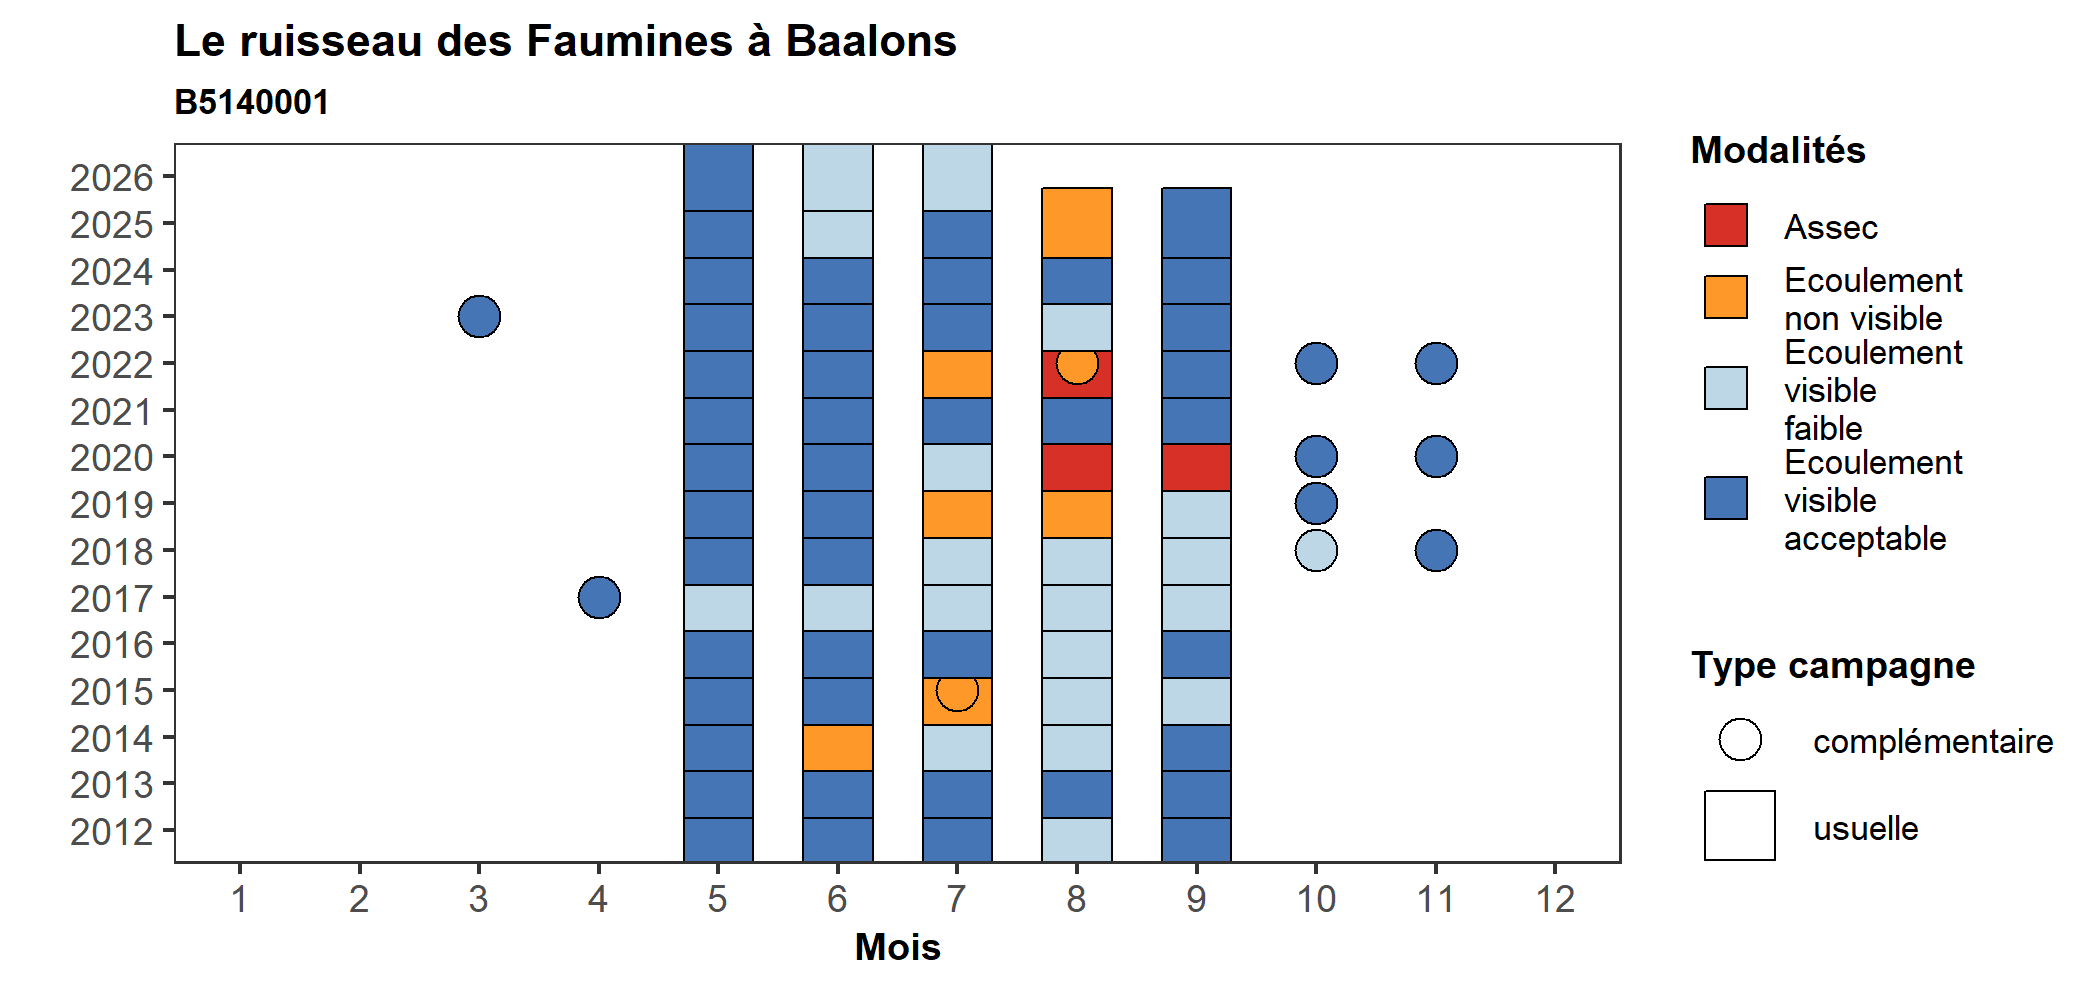 Le ruisseau des Faumines à Baalons
B5140001
2026
2025
2024
2023
2022
2021
2020
2019
2018
2017
2016
2015
2014
2013
2012
1 2 3 4 5 6 7 8 9 10 11 12
Mois
Modalités
Assec
Ecoulement
non visible
Ecoulement
visible
faible
Ecoulement
visible
acceptable
Type campagne
complémentaire
usuelle